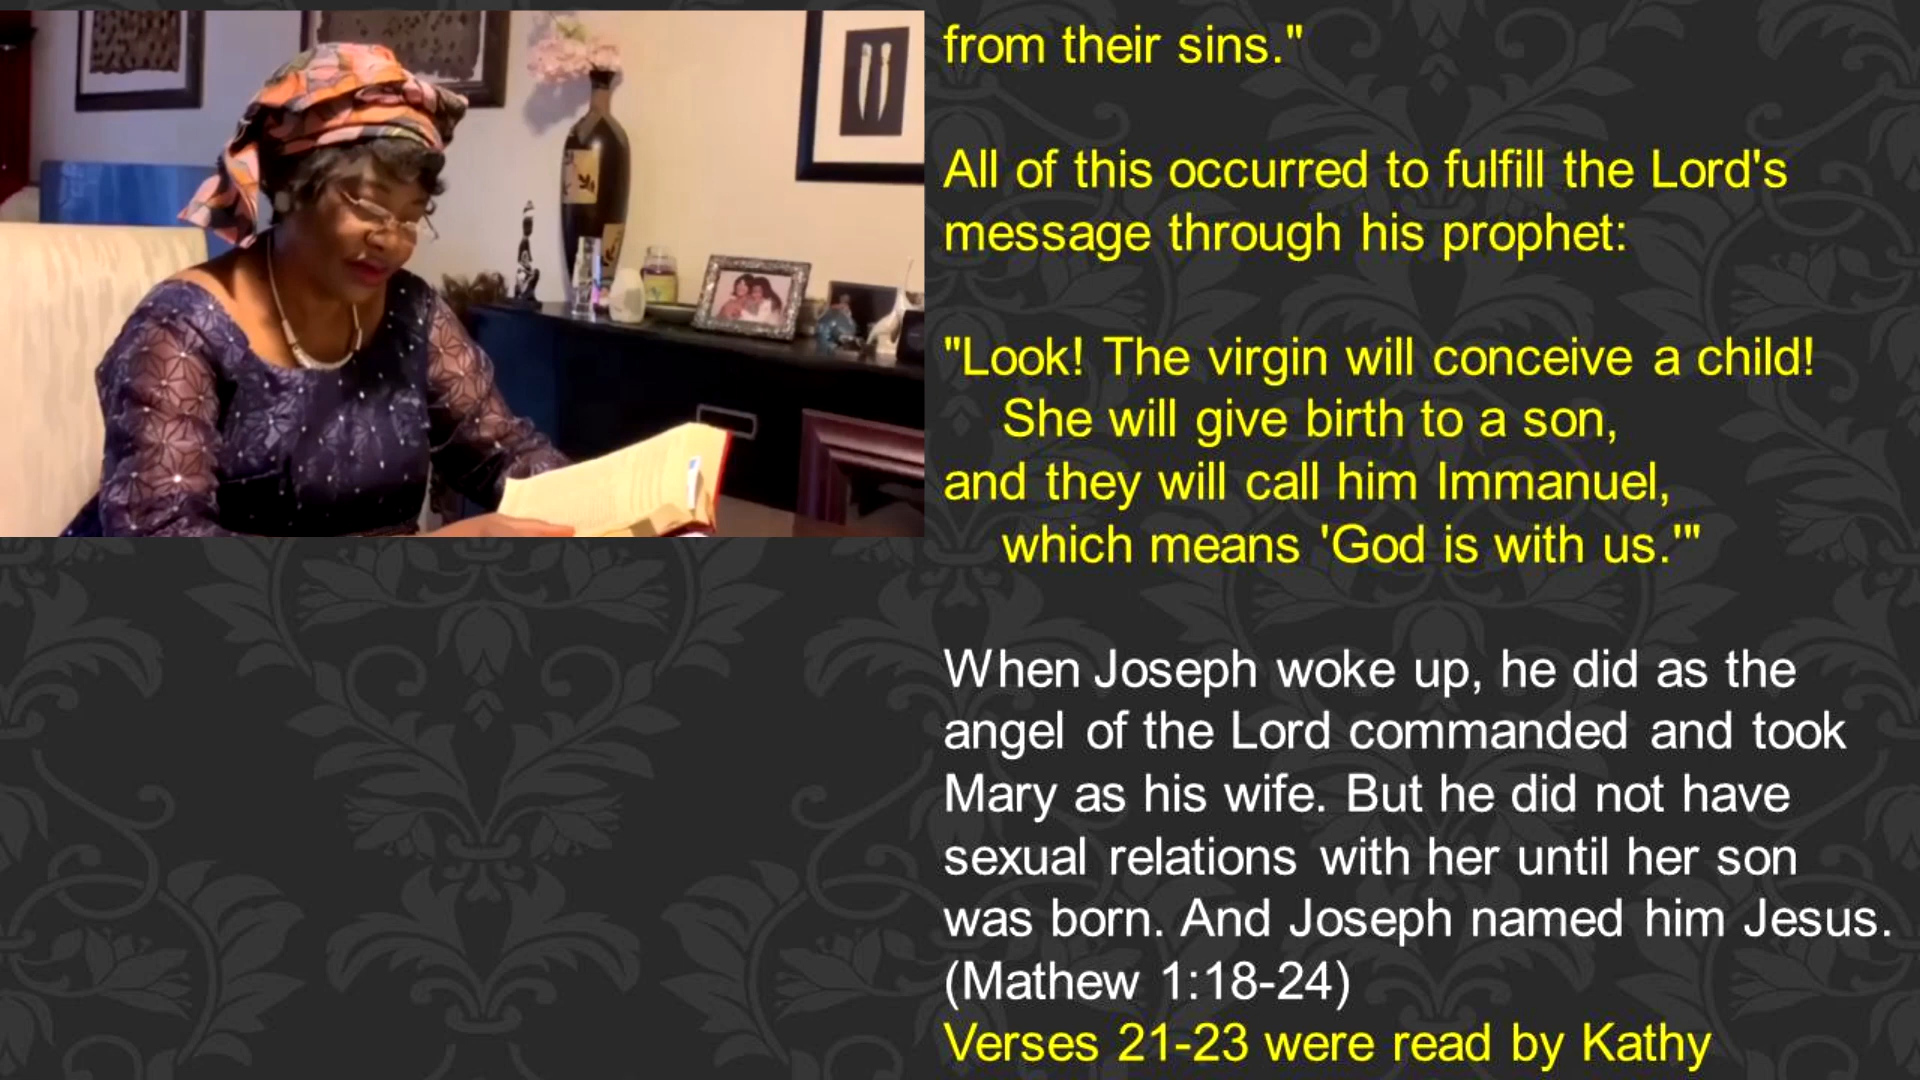 from their sins."
All of this occurred to fulfill the Lord's
message through his prophet:
"Look! The virgin will conceive a child!
She will give birth to a son,
and they will call him Immanuel,
which means 'God is with us.'"
When Joseph woke up, he did as the
angel of the Lord commanded and took
Mary as his wife. But he did not have
sexual relations with her until her son
was born. And Joseph named him Jesus.
(Mathew 1:18-24)
Verses 21-23 were read by Kathy